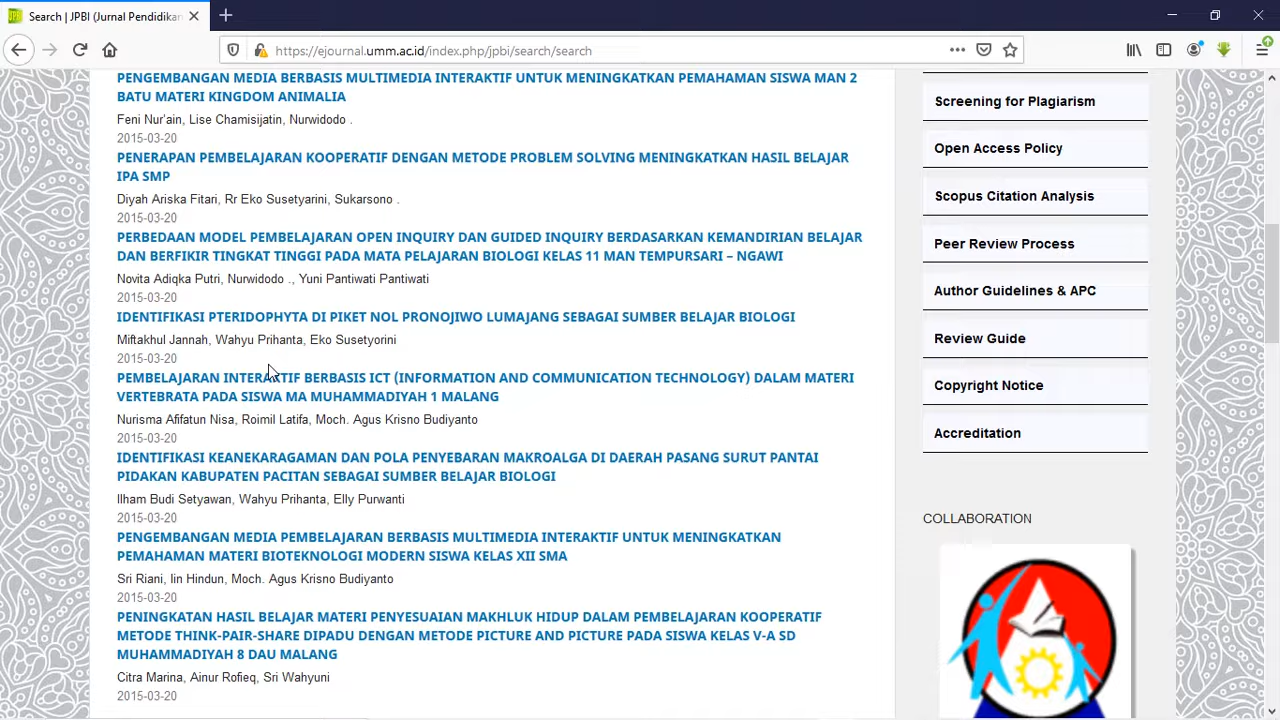 Search | JPBI (Jurnal Pendidikan
https://ejournal.umm.ac.id/index.php/jpbi/search/search
PENGEMBANGAN MEDIA BERBASIS MULTIMEDIA INTERAKTIF UNTUK MENINGKATKAN PEMAHAMAN SISWA MAN 2
BATU MATERI KINGDOM ANIMALIA
Feni Nur'ain, Lise Chamisijatin, Nurwidodo .
2015-03-20
PENERAPAN PEMBELAJARAN KOOPERATIF DENGAN METODE PROBLEM SOLVING MENINGKATKAN HASIL BELAJAR
IPA SMP
Diyah Ariska Fitari, Rr Eko Susetyarini, Sukarsono .
2015-03-20
PERBEDAAN MODEL PEMBELAJARAN OPEN INQUIRY DAN GUIDED INQUIRY BERDASARKAN KEMANDIRIAN BELAJAR
DAN BERFIKIR TINGKAT TINGGI PADA MATA PELAJARAN BIOLOGI KELAS 11 MAN TEMPURSARI – NGAWI
Novita Adiqka Putri, Nurwidodo ., Yuni Pantiwati Pantiwati
2015-03-20
IDENTIFIKASI PTERIDOPHYTA DI PIKET NOL PRONOJIWO LUMAJANG SEBAGAI SUMBER BELAJAR BIOLOGI
Miftakhul Jannah, Wahyu Prihanta, Eko Susetyorini
2015-03-20
PEMBELAJARAN INTERAKTIF BERBASIS ICT (INFORMATION AND COMMUNICATION TECHNOLOGY) DALAM MATERI
VERTEBRATA PADA SISWA MA MUHAMMADIYAH 1 MALANG
Nurisma Afifatun Nisa, Roimil Latifa, Moch. Agus Krisno Budiyanto
2015-03-20
IDENTIFIKASI KEANEKARAGAMAN DAN POLA PENYEBARAN MAKROALGA DI DAERAH PASANG SURUT PANTAI
PIDAKAN KABUPATEN PACITAN SEBAGAI SUMBER BELAJAR BIOLOGI
Ilham Budi Setyawan, Wahyu Prihanta, Elly Purwanti
2015-03-20
PENGEMBANGAN MEDIA PEMBELAJARAN BERBASIS MULTIMEDIA INTERAKTIF UNTUK MENINGKATKAN
PEMAHAMAN MATERI BIOTEKNOLOGI MODERN SISWA KELAS XII SMA
Sri Riani, Iin Hindun, Moch. Agus Krisno Budiyanto
2015-03-20
PENINGKATAN HASIL BELAJAR MATERI PENYESUAIAN MAKHLUK HIDUP DALAM PEMBELAJARAN KOOPERATIF
METODE THINK-PAIR-SHARE DIPADU DENGAN METODE PICTURE AND PICTURE PADA SISWA KELAS V-A SD
MUHAMMADIYAH 8 DAU MALANG
Citra Marina, Ainur Rofieq, Sri Wahyuni
2015-03-20
Screening for Plagiarism
Open Access Policy
Scopus Citation Analysis
Peer Review Process
Author Guidelines & APC
Review Guide
Copyright Notice
Accreditation
COLLABORATION